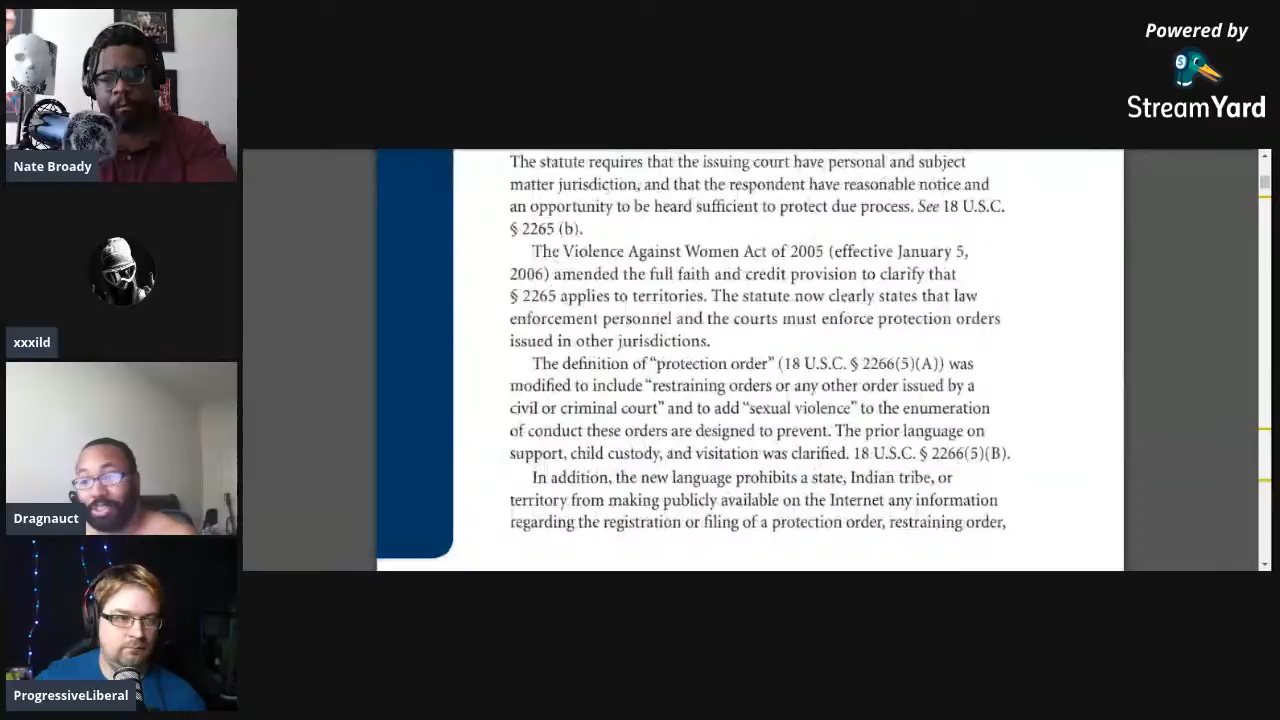 Nate Broady
xxxild
Dragnauct
ProgressiveLiberal
Powered by
StreamYard
The statute requires that the issuing court have personal and subject
matter jurisdiction, and that the respondent have reasonable notice and
an opportunity to be heard sufficient to protect due process. See 18 U.S.C.
§ 2265 (b).
The Violence Against Women Act of 2005 (effective January 5,
2006) amended the full faith and credit provision to clarify that
§ 2265 applies to territories. The statute now clearly states that law
enforcement personnel and the courts must enforce protection orders
issued in other jurisdictions.
The definition of “protection order” (18 U.S.C. § 2266(5)(A)) was
modified to include “restraining orders or any other order issued by a
civil or criminal court” and to add “sexual violence” to the enumeration
of conduct these orders are designed to prevent. The prior language on
support, child custody, and visitation was clarified. 18 U.S.C. § 2266(5)(B).
In addition, the new language prohibits a state, Indian tribe, or
territory from making publicly available on the Internet any information
regarding the registration or filing of a protection order, restraining order,